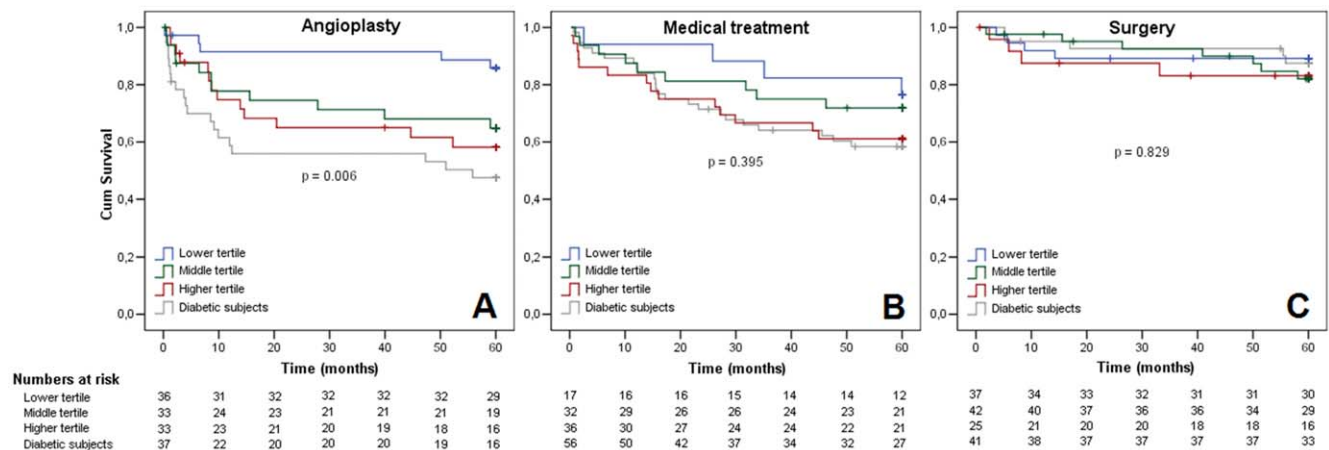 Angioplasty
Medical treatment
Surgery
Cum Survival
1,0
0,8
0,6
0,4
0,2
0,0
p = 0.006
Lower tertile
Middle tertile
Higher tertile
Diabetic subjects
A
0 10 20 30 40 50 60
Time (months)
1,0
0,8
0,6
0,4
0,2
0,0
p = 0.395
Lower tertile
Middle tertile
Higher tertile
Diabetic subjects
B
0 10 20 30 40 50 60
Time (months)
1,0
0,8
0,6
0,4
0,2
0,0
p = 0.829
Lower tertile
Middle tertile
Higher tertile
Diabetic subjects
C
0 10 20 30 40 50 60
Time (months)
Numbers at risk
Lower tertile 36 31 32 32 32 32 29 17 16 16 15 14 14 12 37 34 33 32 31 31 30
Middle tertile 33 24 23 21 21 21 19 32 29 26 26 24 23 21 42 40 37 36 36 34 29
Higher tertile 33 23 21 20 19 18 16 36 30 27 24 24 22 21 25 21 20 20 18 18 16
Diabetic subjects 37 22 20 20 20 19 16 56 50 42 37 34 32 27 41 38 37 37 37 37 33